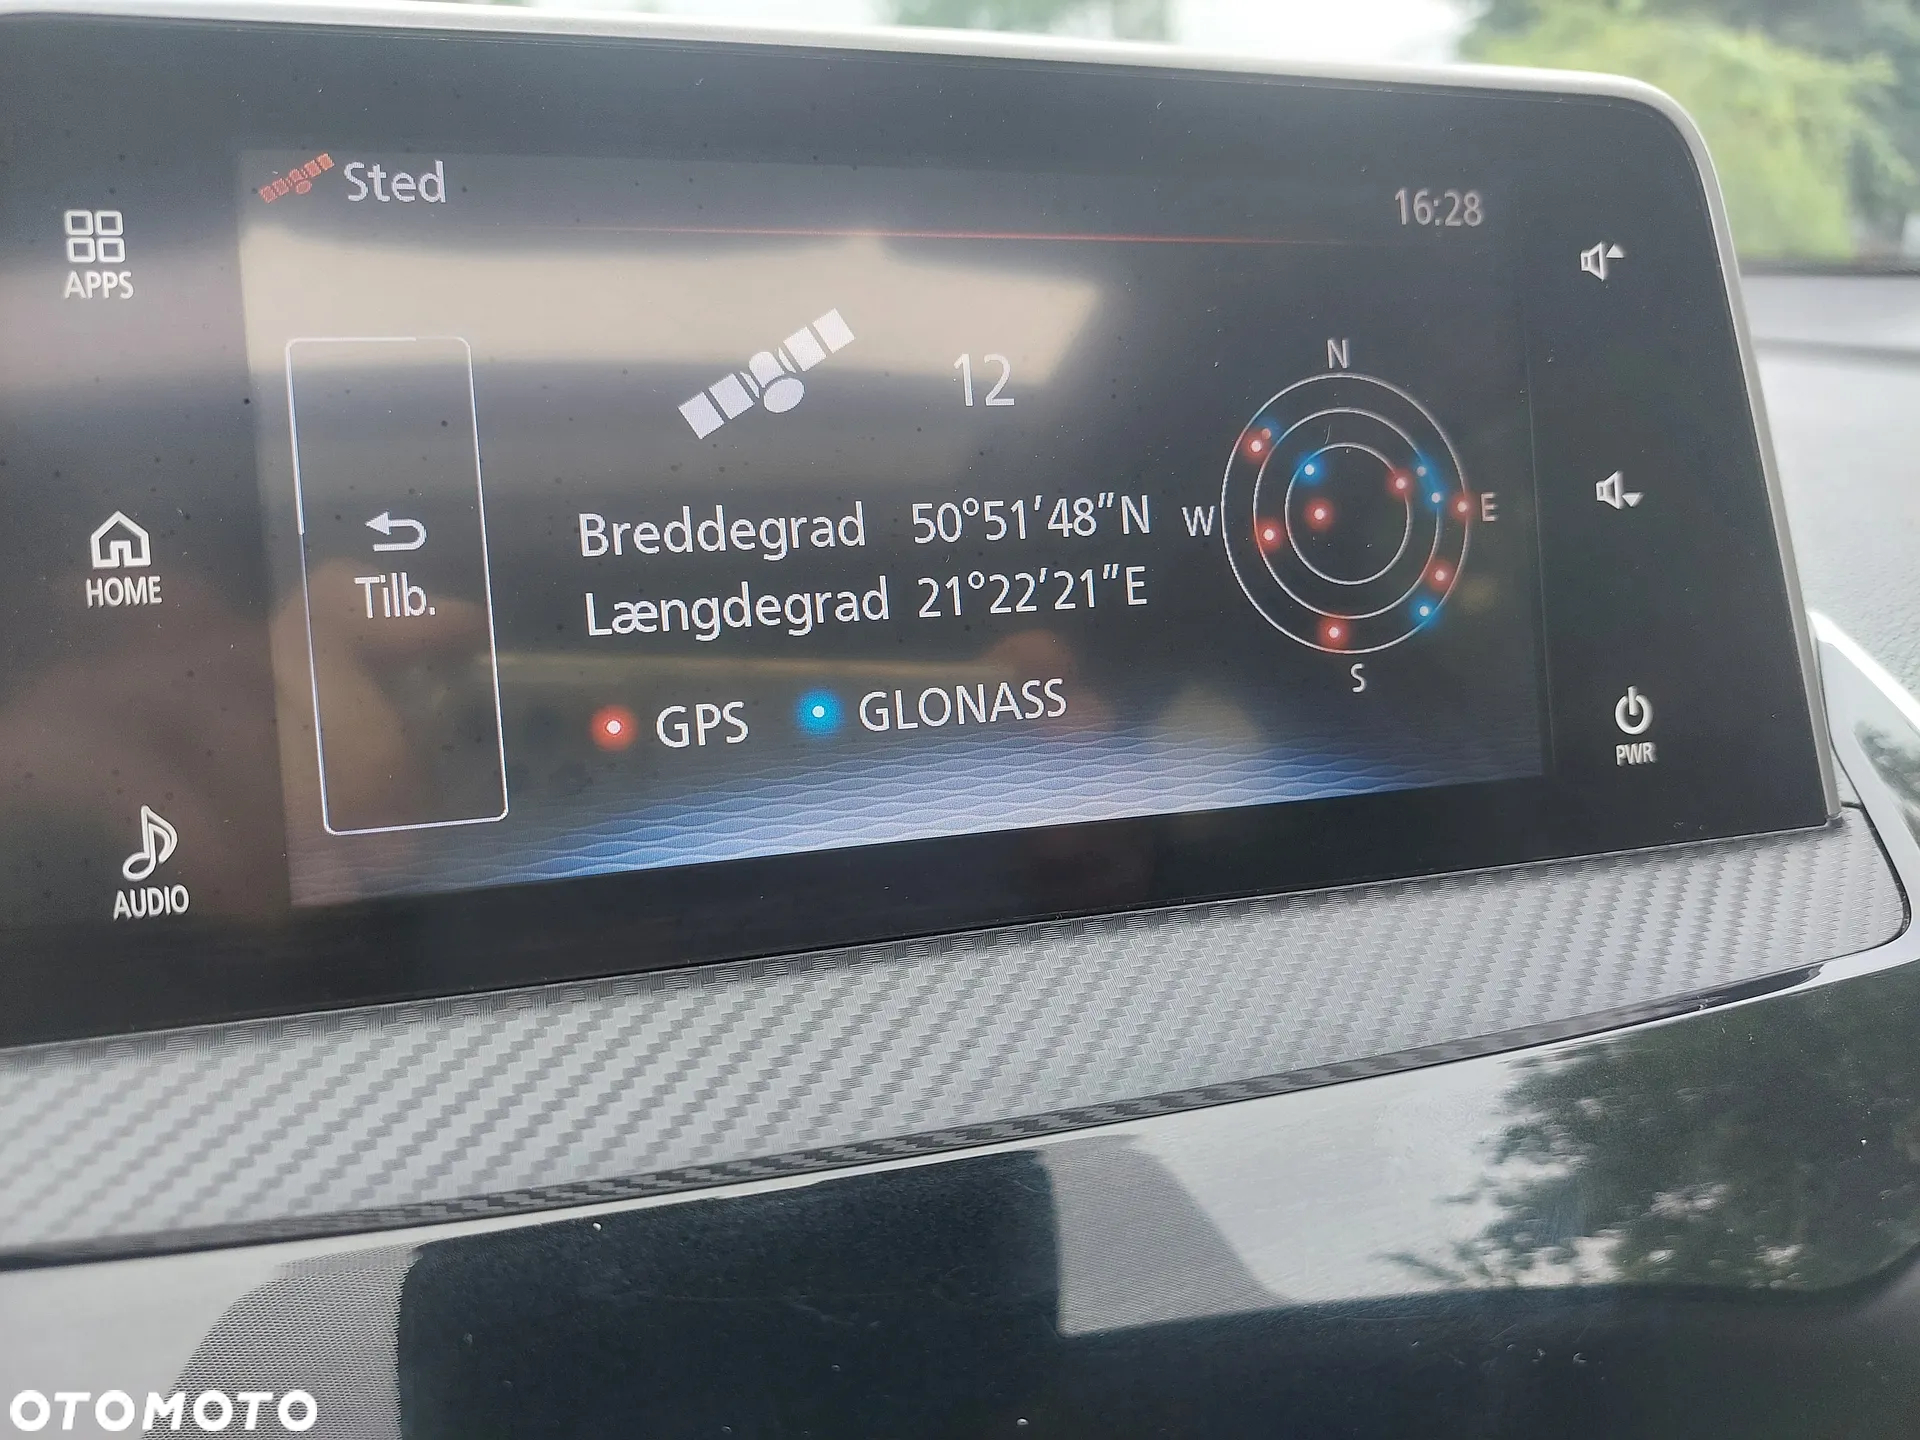 Sted
16:28
APPS
12
N
Breddegrad 50°51'48"N
W
E
HOME
Tilb.
Længdegrad 21°22'21"E
S
GPS
GLONASS
PWR
AUDIO
OTOMOTO